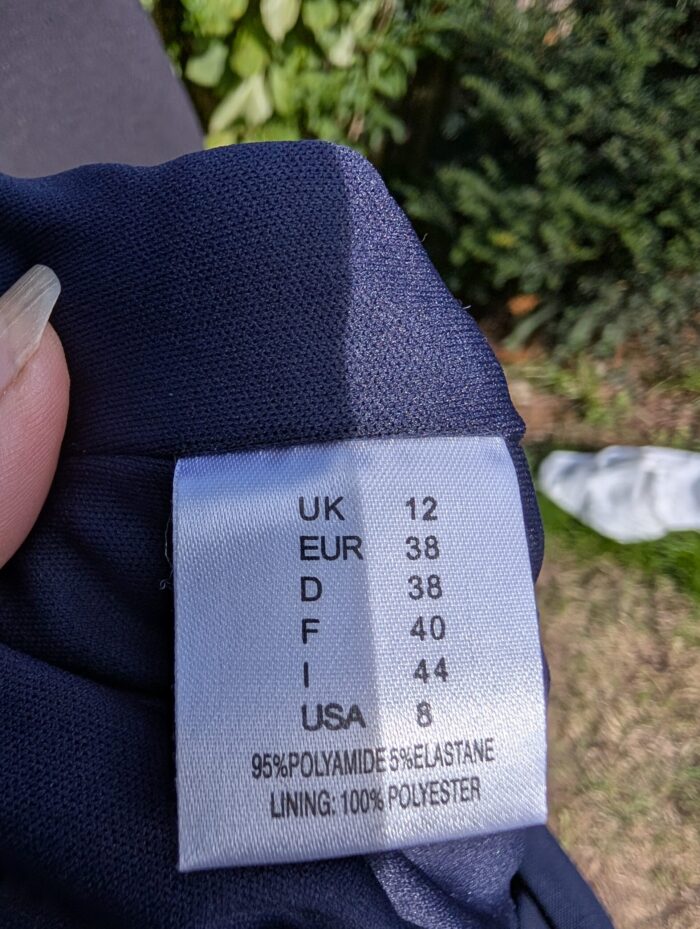 UK 12
EUR 38
D 38
F 40
I 44
USA 8
95%POLYAMIDE 5%ELASTANE
LINING: 100% POLYESTER